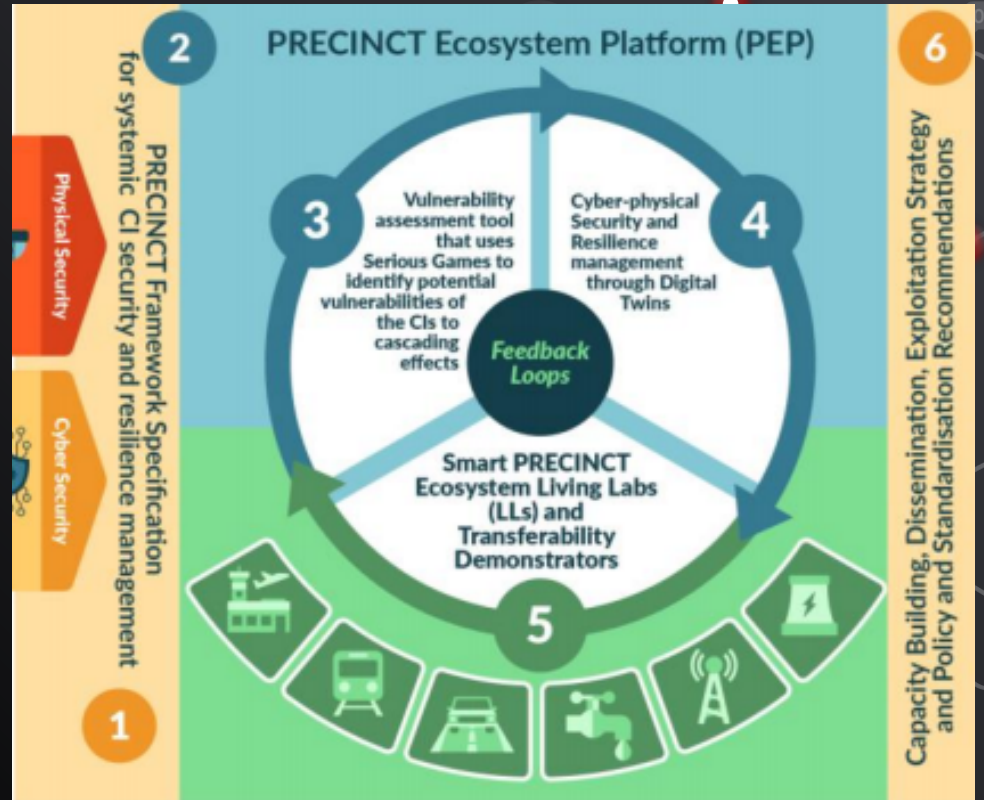 2
PRECINCT Ecosystem Platform (PEP)
6
PRECINCT Framework Specification
for systemic CI security and resilience management
1
Physical Security
Cyber Security
3
Vulnerability
assessment tool
that uses
Serious Games to
identify potential
vulnerabilities of
the CIs to
cascading
effects
4
Cyber-physical
Security and
Resilience
management
through Digital
Twins
Feedback
Loops
Smart PRECINCT
Ecosystem Living Labs
(LLs) and
Transferability
Demonstrators
5
Capacity Building, Dissemination, Exploitation Strategy
and Policy and Standardisation Recommendations